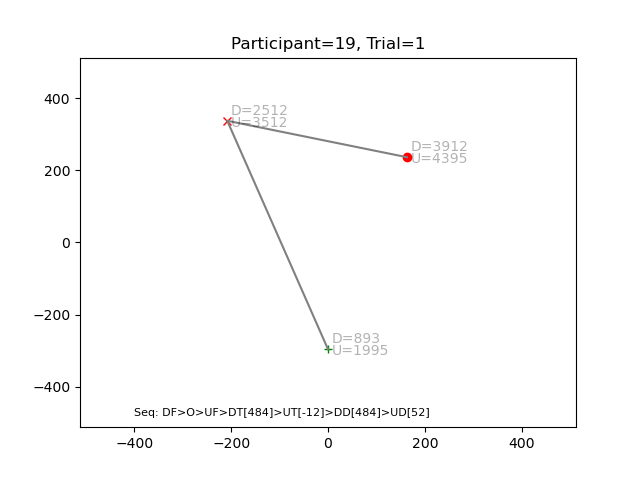 Participant=19, Trial=1
400
200
0
−200
−400
D=2512
U=3512
D=3912
U=4395
D=893
U=1995
Seq: DF>O>UF>DT[484]>UT[-12]>DD[484]>UD[52]
−400
−200
0
200
400